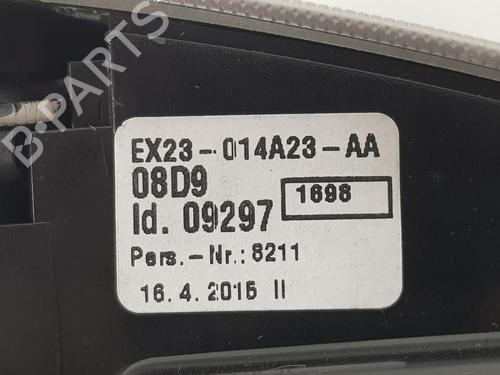 B-PARTS
EX23-014A23-AA
08D9
Id. 09297 1698
Pers.-Nr.:8211
16.4.2015 II